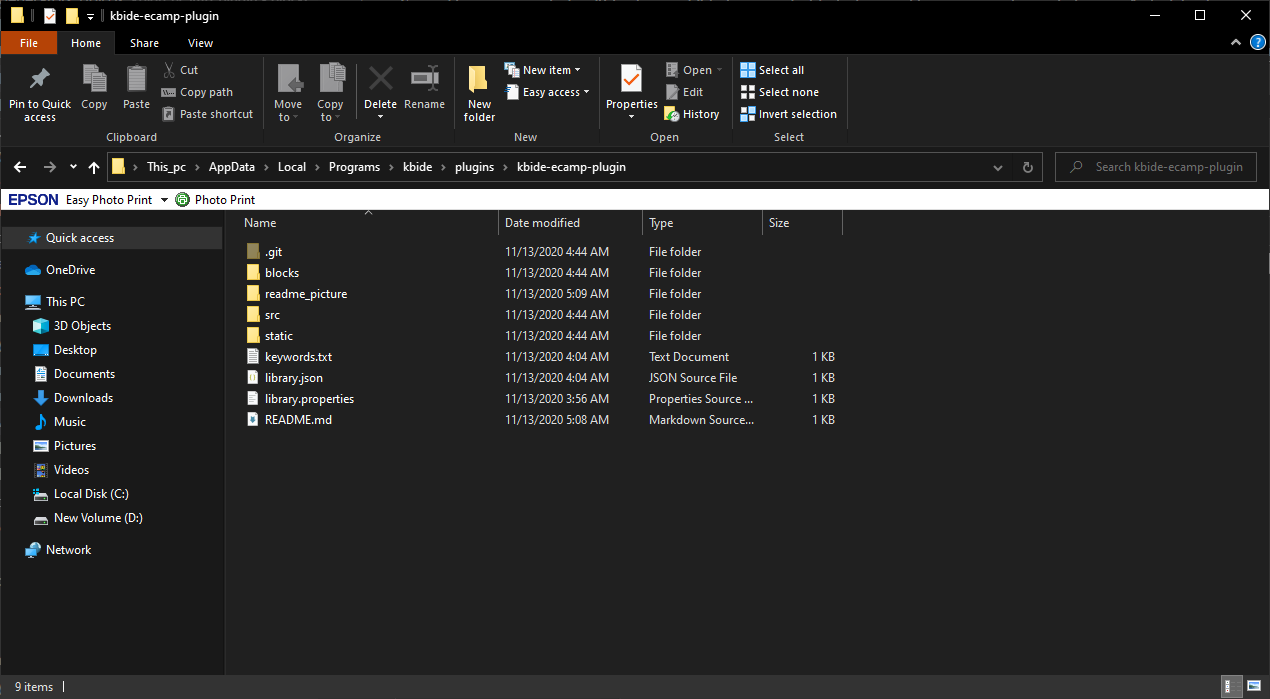 kbide-ecamp-plugin
File Home Share View
Pin to Quick access
Copy
Paste
Cut
Copy path
Paste shortcut
Clipboard
Move to
Copy to
Delete
Rename
Organize
New folder
New item
Easy access
New
Properties
Open
Edit
History
Open
Select all
Select none
Invert selection
Select
This_pc AppData Local Programs kbide plugins kbide-ecamp-plugin
Search kbide-ecamp-plugin
EPSON Easy Photo Print Photo Print
Quick access
OneDrive
This PC
3D Objects
Desktop
Documents
Downloads
Music
Pictures
Videos
Local Disk (C:)
New Volume (D:)
Network
Name Date modified Type Size
.git 11/13/2020 4:44 AM File folder
blocks 11/13/2020 4:44 AM File folder
readme_picture 11/13/2020 5:09 AM File folder
src 11/13/2020 4:44 AM File folder
static 11/13/2020 4:44 AM File folder
keywords.txt 11/13/2020 4:04 AM Text Document 1 KB
library.json 11/13/2020 4:04 AM JSON Source File 1 KB
library.properties 11/13/2020 3:56 AM Properties Source ... 1 KB
README.md 11/13/2020 5:08 AM Markdown Source... 1 KB
9 items